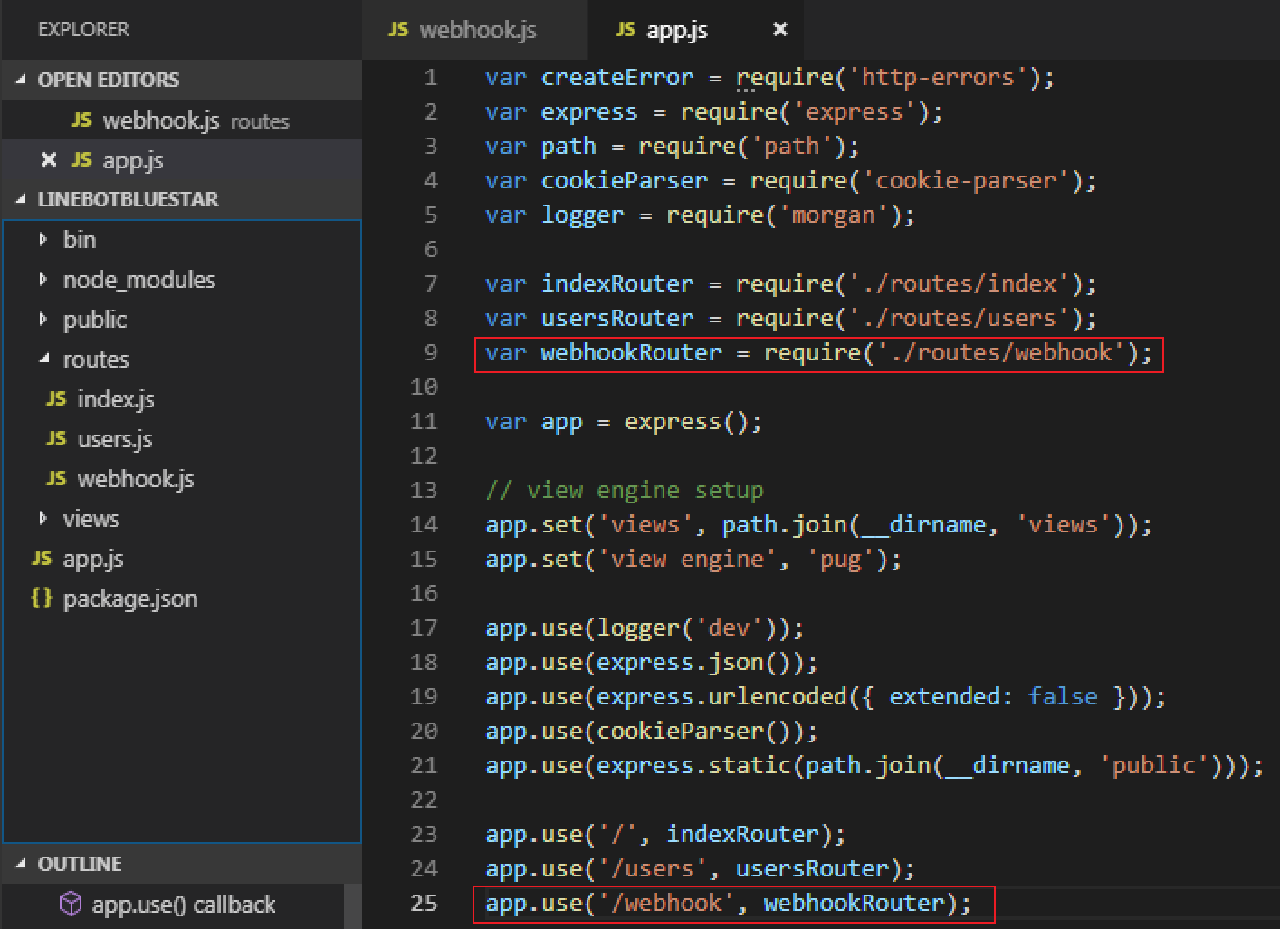 EXPLORER
OPEN EDITORS
JS webhook.js routes
JS app.js
LINEBOTBLUESTAR
bin
node_modules
public
routes
JS index.js
JS users.js
JS webhook.js
views
JS app.js
{} package.json
OUTLINE
app.use() callback
JS webhook.js JS app.js
1 var createError = require('http-errors');
2 var express = require('express');
3 var path = require('path');
4 var cookieParser = require('cookie-parser');
5 var logger = require('morgan');
6
7 var indexRouter = require('./routes/index');
8 var usersRouter = require('./routes/users');
9 var webhookRouter = require('./routes/webhook');
10
11 var app = express();
12
13 // view engine setup
14 app.set('views', path.join(__dirname, 'views'));
15 app.set('view engine', 'pug');
16
17 app.use(logger('dev'));
18 app.use(express.json());
19 app.use(express.urlencoded({ extended: false }));
20 app.use(cookieParser());
21 app.use(express.static(path.join(__dirname, 'public')));
22
23 app.use('/', indexRouter);
24 app.use('/users', usersRouter);
25 app.use('/webhook', webhookRouter);